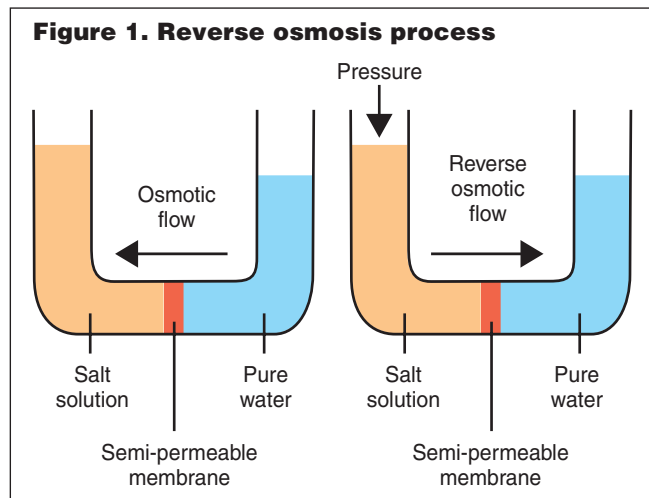 Figure 1. Reverse osmosis process
Pressure
Osmotic
flow
Reverse
osmotic
flow
Salt
solution
Pure
water
Semi-permeable
membrane
Salt
solution
Pure
water
Semi-permeable
membrane